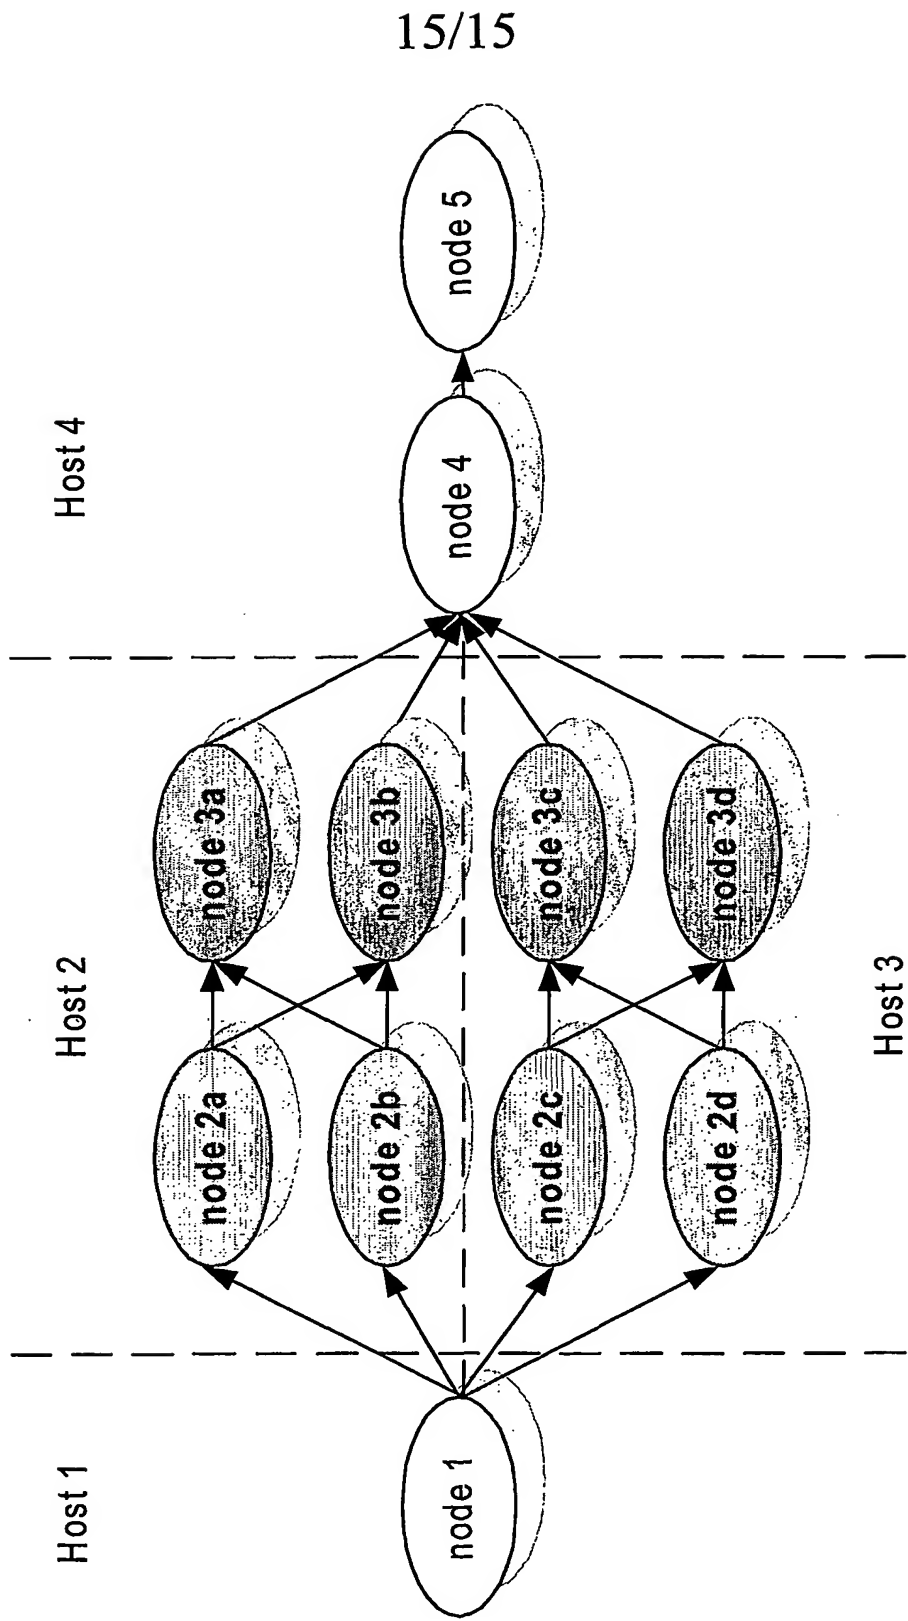 15/15
Host 1
Host 2
Host 4
Host 3
node 1
node 2a
node 2b
node 2c
node 2d
node 3a
node 3b
node 3c
node 3d
node 4
node 5